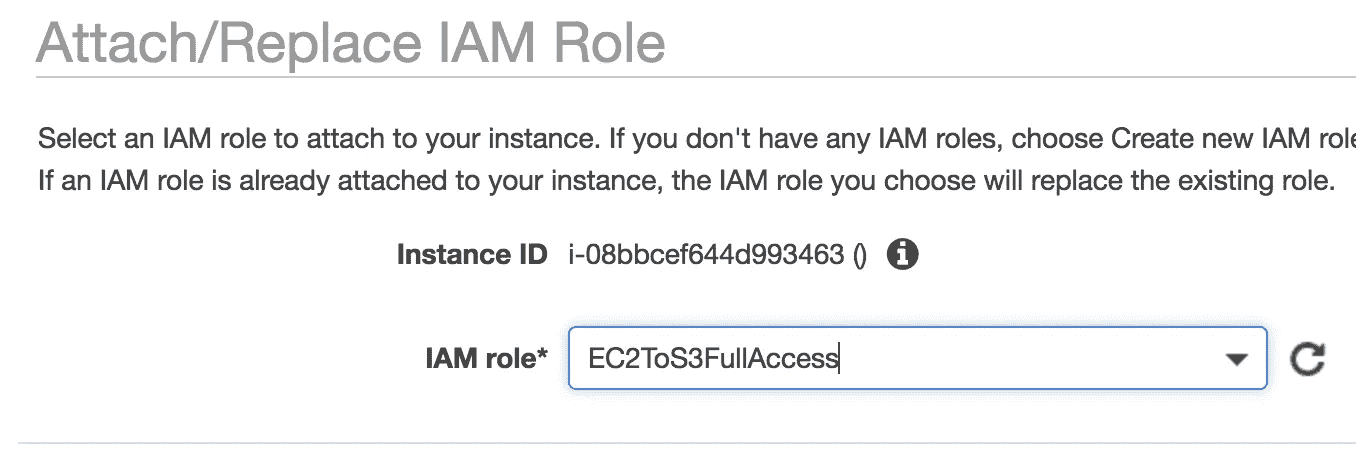 Attach/Replace IAM Role
Select an IAM role to attach to your instance. If you don't have any IAM roles, choose Create new IAM role
If an IAM role is already attached to your instance, the IAM role you choose will replace the existing role.
Instance ID i-08bbcef644d993463 ()
IAM role* EC2ToS3FullAccess